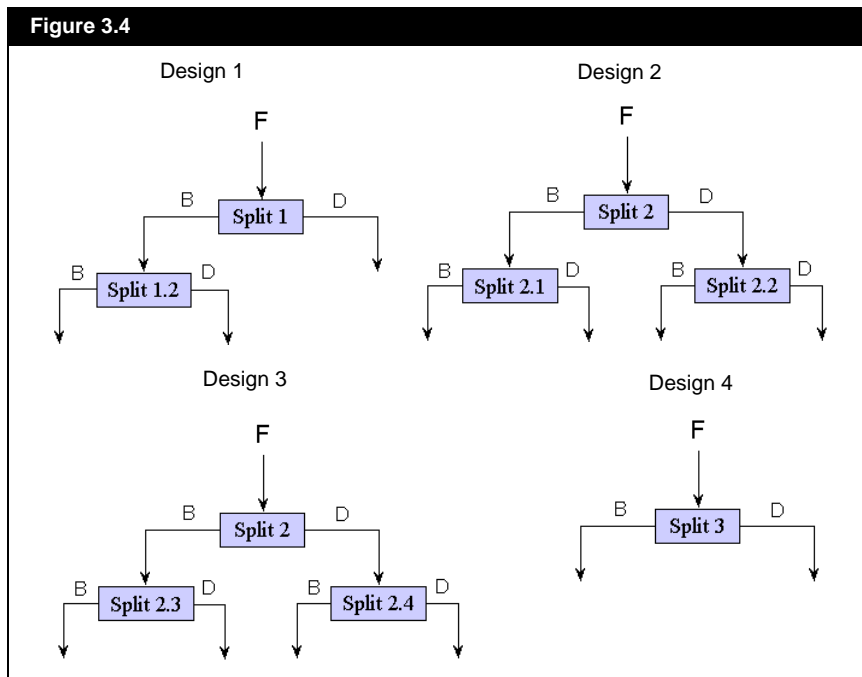 Figure 3.4
Design 1
F
B
D
Split 1
B
D
Split 1.2
Design 2
F
B
D
Split 2
B
D
Split 2.1
B
D
Split 2.2
Design 3
F
B
D
Split 2
B
D
Split 2.3
B
D
Split 2.4
Design 4
F
B
D
Split 3